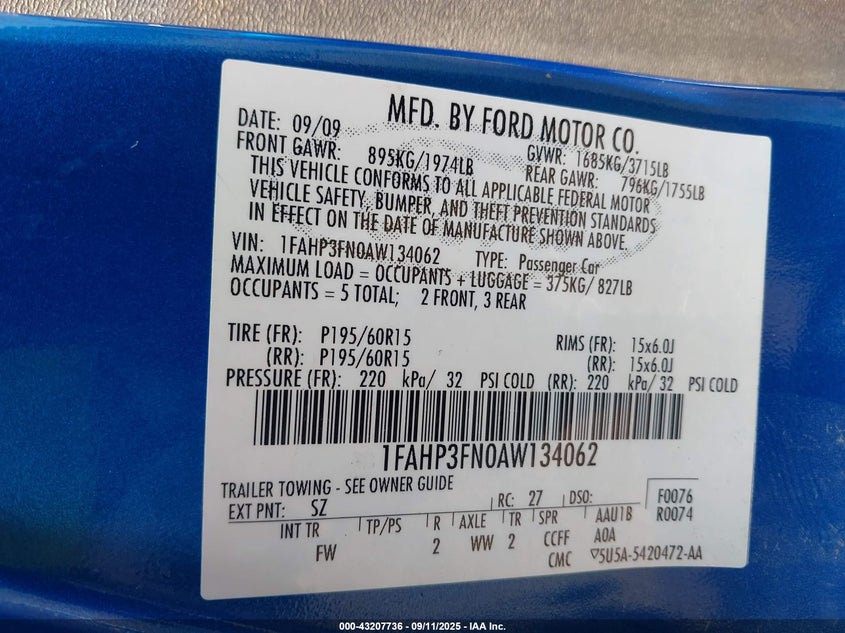 MFD. BY FORD MOTOR CO.
DATE: 09/09 GVWR: 1685KG/3715LB
FRONT GAWR: 895KG/1974LB REAR GAWR: 796KG/1755LB
THIS VEHICLE CONFORMS TO ALL APPLICABLE FEDERAL MOTOR
VEHICLE SAFETY, BUMPER, AND THEFT PREVENTION STANDARDS
IN EFFECT ON THE DATE OF MANUFACTURE SHOWN ABOVE.
VIN: 1FAHP3FN0AW134062 TYPE: Passenger Car
MAXIMUM LOAD = OCCUPANTS + LUGGAGE = 375KG/ 827LB
OCCUPANTS = 5 TOTAL; 2 FRONT, 3 REAR
TIRE (FR): P195/60R15 RIMS (FR): 15x6.0J
(RR): P195/60R15 (RR): 15x6.0J
PRESSURE (FR): 220 kPa/ 32 PSI COLD (RR): 220 kPa/ 32 PSI COLD
1FAHP3FN0AW134062
TRAILER TOWING - SEE OWNER GUIDE
EXT PNT: SZ RC: 27 DSO: F0076
INT TR TP/PS R AXLE TR SPR AAU1B R0074
FW 2 WW 2 CCFF A0A
CMC ▽5U5A-5420472-AA
000-43207736 - 09/11/2025 - IAA Inc.